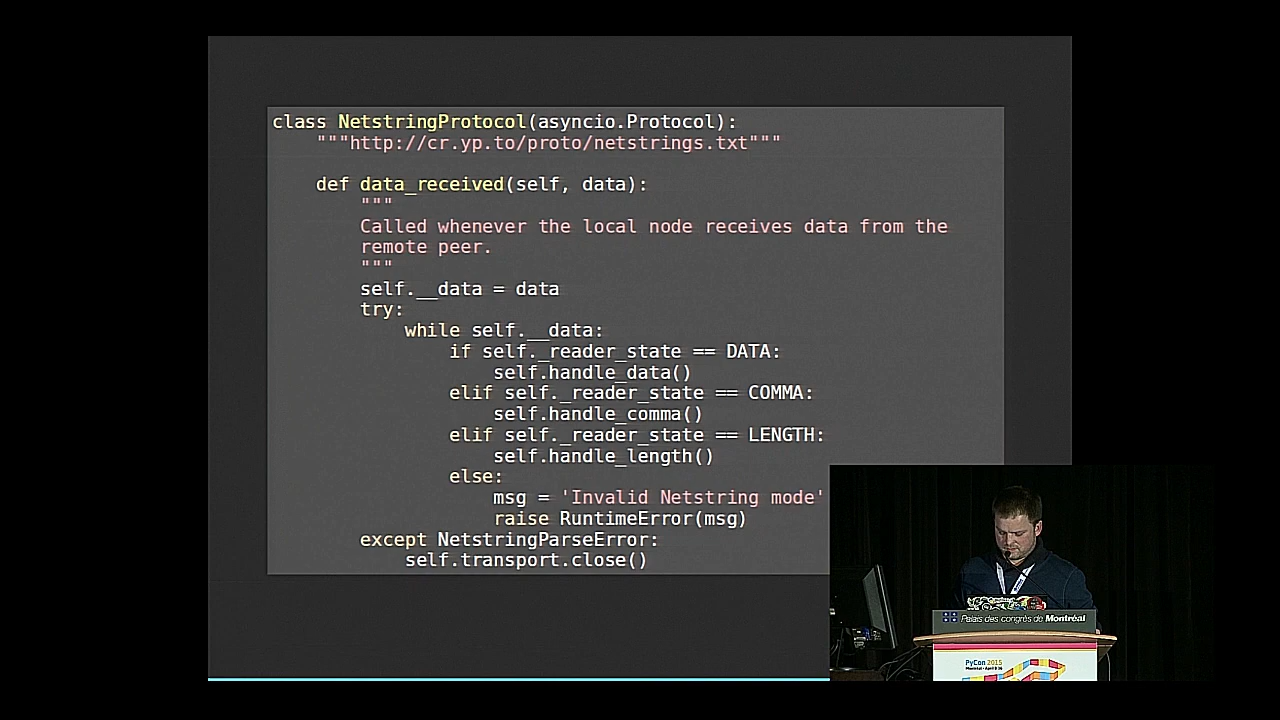 class NetstringProtocol(asyncio.Protocol):
    """http://cr.yp.to/proto/netstrings.txt"""

    def data_received(self, data):
        """
        Called whenever the local node receives data from the
        remote peer.
        """
        self.__data = data
        try:
            while self.__data:
                if self._reader_state == DATA:
                    self.handle_data()
                elif self._reader_state == COMMA:
                    self.handle_comma()
                elif self._reader_state == LENGTH:
                    self.handle_length()
                else:
                    msg = 'Invalid Netstring mode'
                    raise RuntimeError(msg)
        except NetstringParseError:
            self.transport.close()
Palais des congrès de Montréal
PyCon 2015